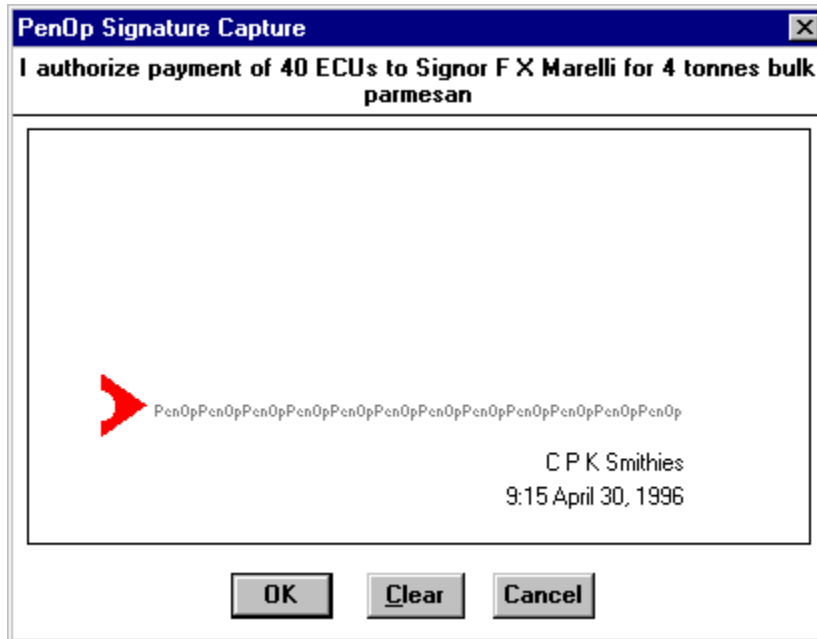 PenOp Signature Capture
I authorize payment of 40 ECUs to Signor F X Marelli for 4 tonnes bulk
parmesan
PenOpPenOpPenOpPenOpPenOpPenOpPenOpPenOpPenOpPenOpPenOpPenOp
C P K Smithies
9:15 April 30, 1996
OK Clear Cancel